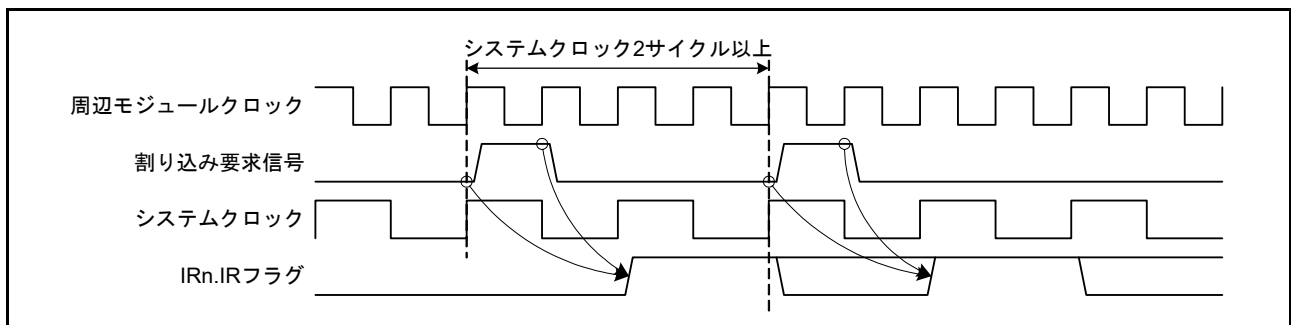 システムクロック2サイクル以上
周辺モジュールクロック
割り込み要求信号
システムクロック
IRn.IRフラグ